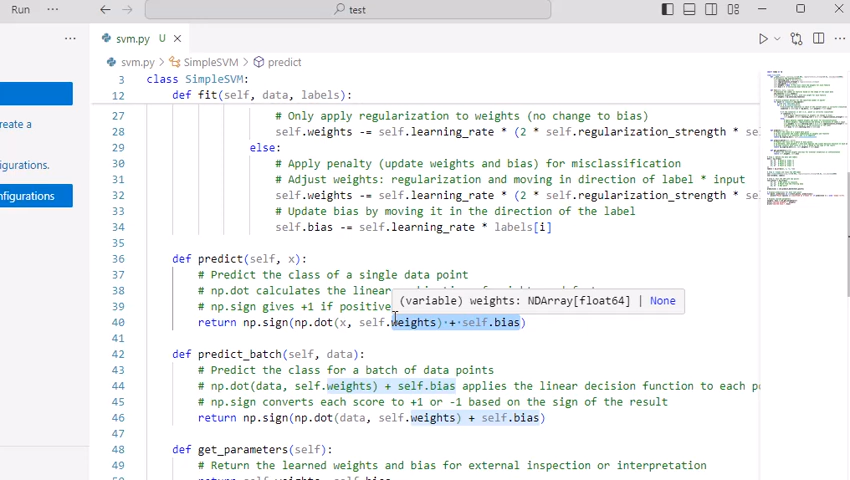 Run
test
svm.py U
svm.py > SimpleSVM > predict
3 class SimpleSVM:
12 def fit(self, data, labels):
27 # Only apply regularization to weights (no change to bias)
28 self.weights -= self.learning_rate * (2 * self.regularization_strength * se
29 else:
30 # Apply penalty (update weights and bias) for misclassification
31 # Adjust weights: regularization and moving in direction of label * input
32 self.weights -= self.learning_rate * (2 * self.regularization_strength * se
33 # Update bias by moving it in the direction of the label
34 self.bias -= self.learning_rate * labels[i]
35
36 def predict(self, x):
37 # Predict the class of a single data point
38 # np.dot calculates the linear
(variable) weights: NDArray[float64] | None
39 # np.sign gives +1 if positive
40 return np.sign(np.dot(x, self.weights) + self.bias)
41
42 def predict_batch(self, data):
43 # Predict the class for a batch of data points
44 # np.dot(data, self.weights) + self.bias applies the linear decision function to each po
45 # np.sign converts each score to +1 or -1 based on the sign of the result
46 return np.sign(np.dot(data, self.weights) + self.bias)
47
48 def get_parameters(self):
49 # Return the learned weights and bias for external inspection or interpretation
create a
figurations.
nfigurations